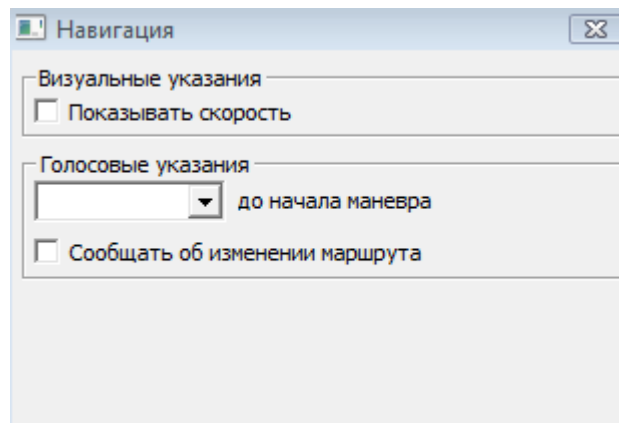 Навигация
Визуальные указания
Показывать скорость
Голосовые указания
до начала маневра
Сообщать об изменении маршрута